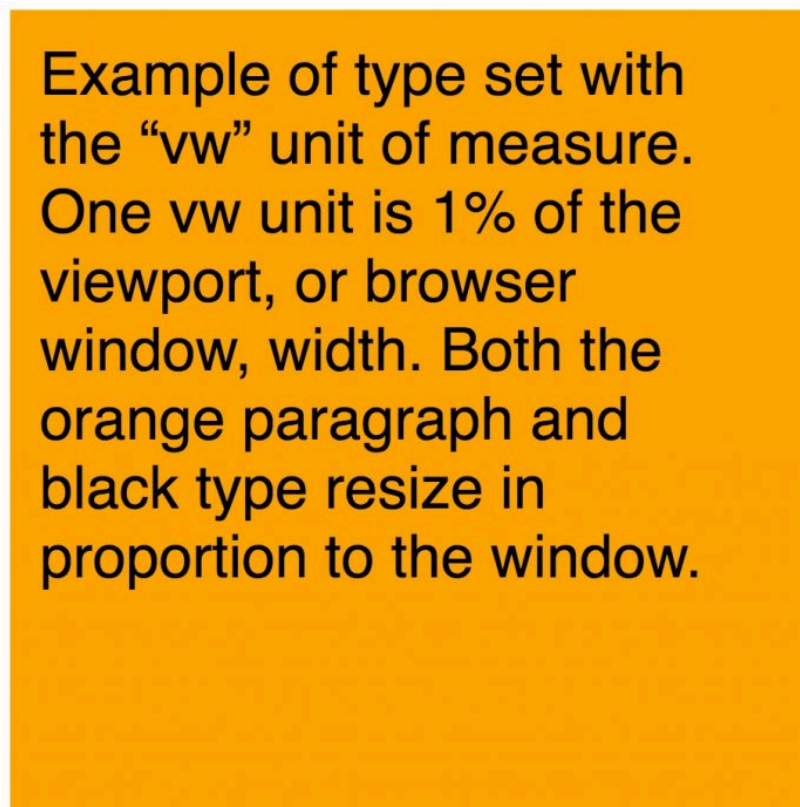 Example of type set with
the “vw” unit of measure.
One vw unit is 1% of the
viewport, or browser
window, width. Both the
orange paragraph and
black type resize in
proportion to the window.